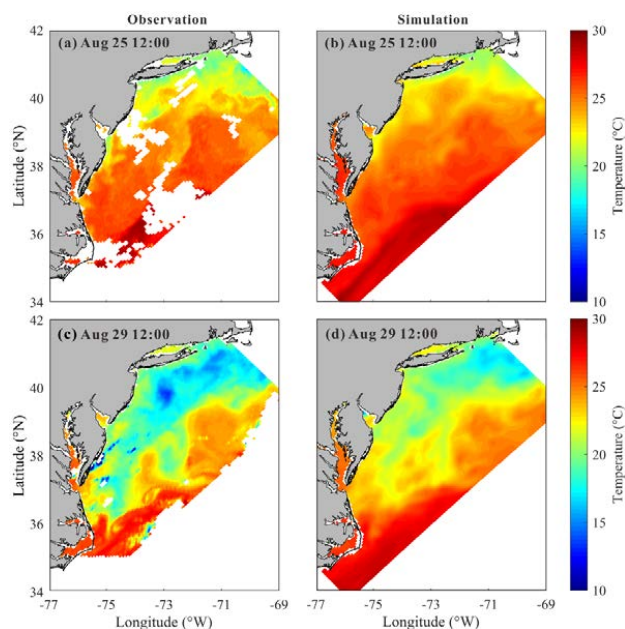 Observation Simulation
42 30
(a) Aug 25 12:00 (b) Aug 25 12:00
40 25
38 20
36 15
34 10
Latitude (°N) Temperature (°C)
42 30
(c) Aug 29 12:00 (d) Aug 29 12:00
40 25
38 20
36 15
34 10
Latitude (°N) Temperature (°C)
-77 -75 -73 -71 -69 -77 -75 -73 -71 -69
Longitude (°W) Longitude (°W)